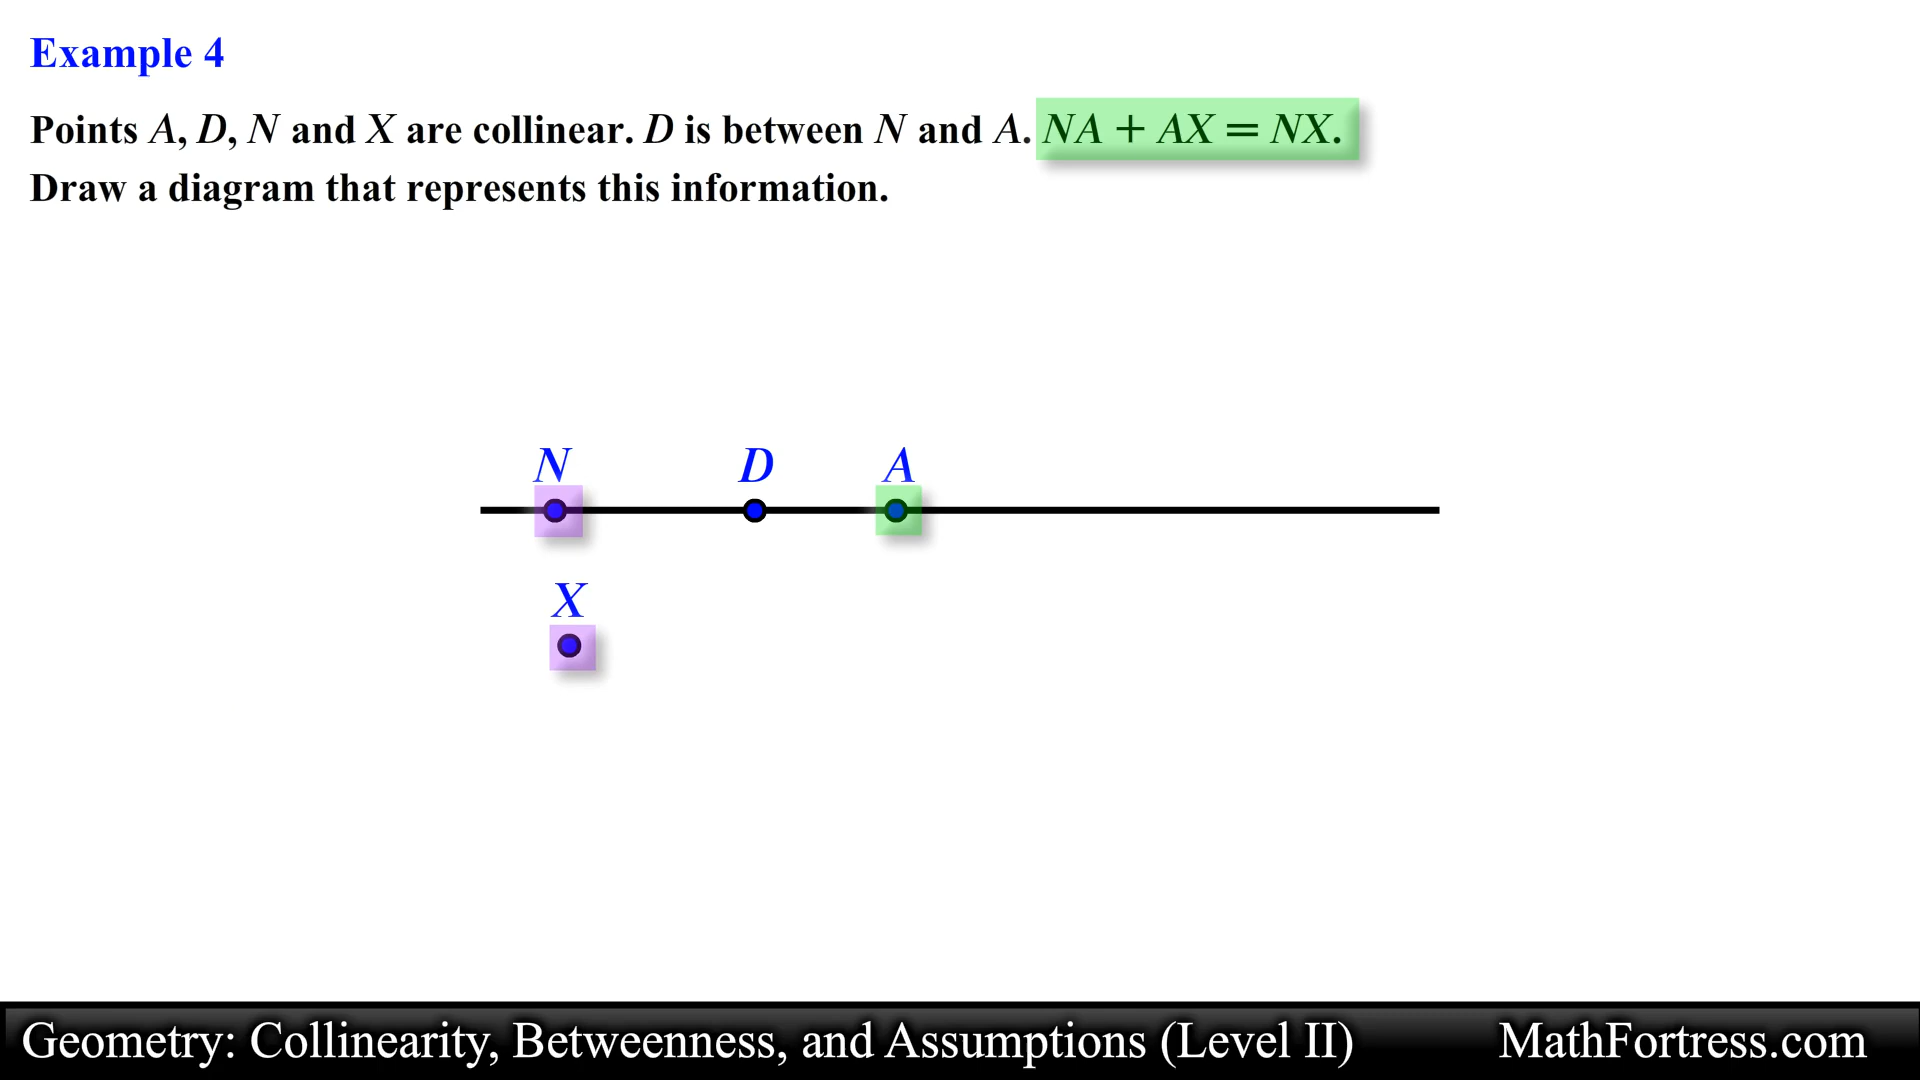 Example 4
Points A, D, N and X are collinear. D is between N and A. NA + AX = NX.
Draw a diagram that represents this information.
N D A
X
Geometry: Collinearity, Betweenness, and Assumptions (Level II) MathFortress.com